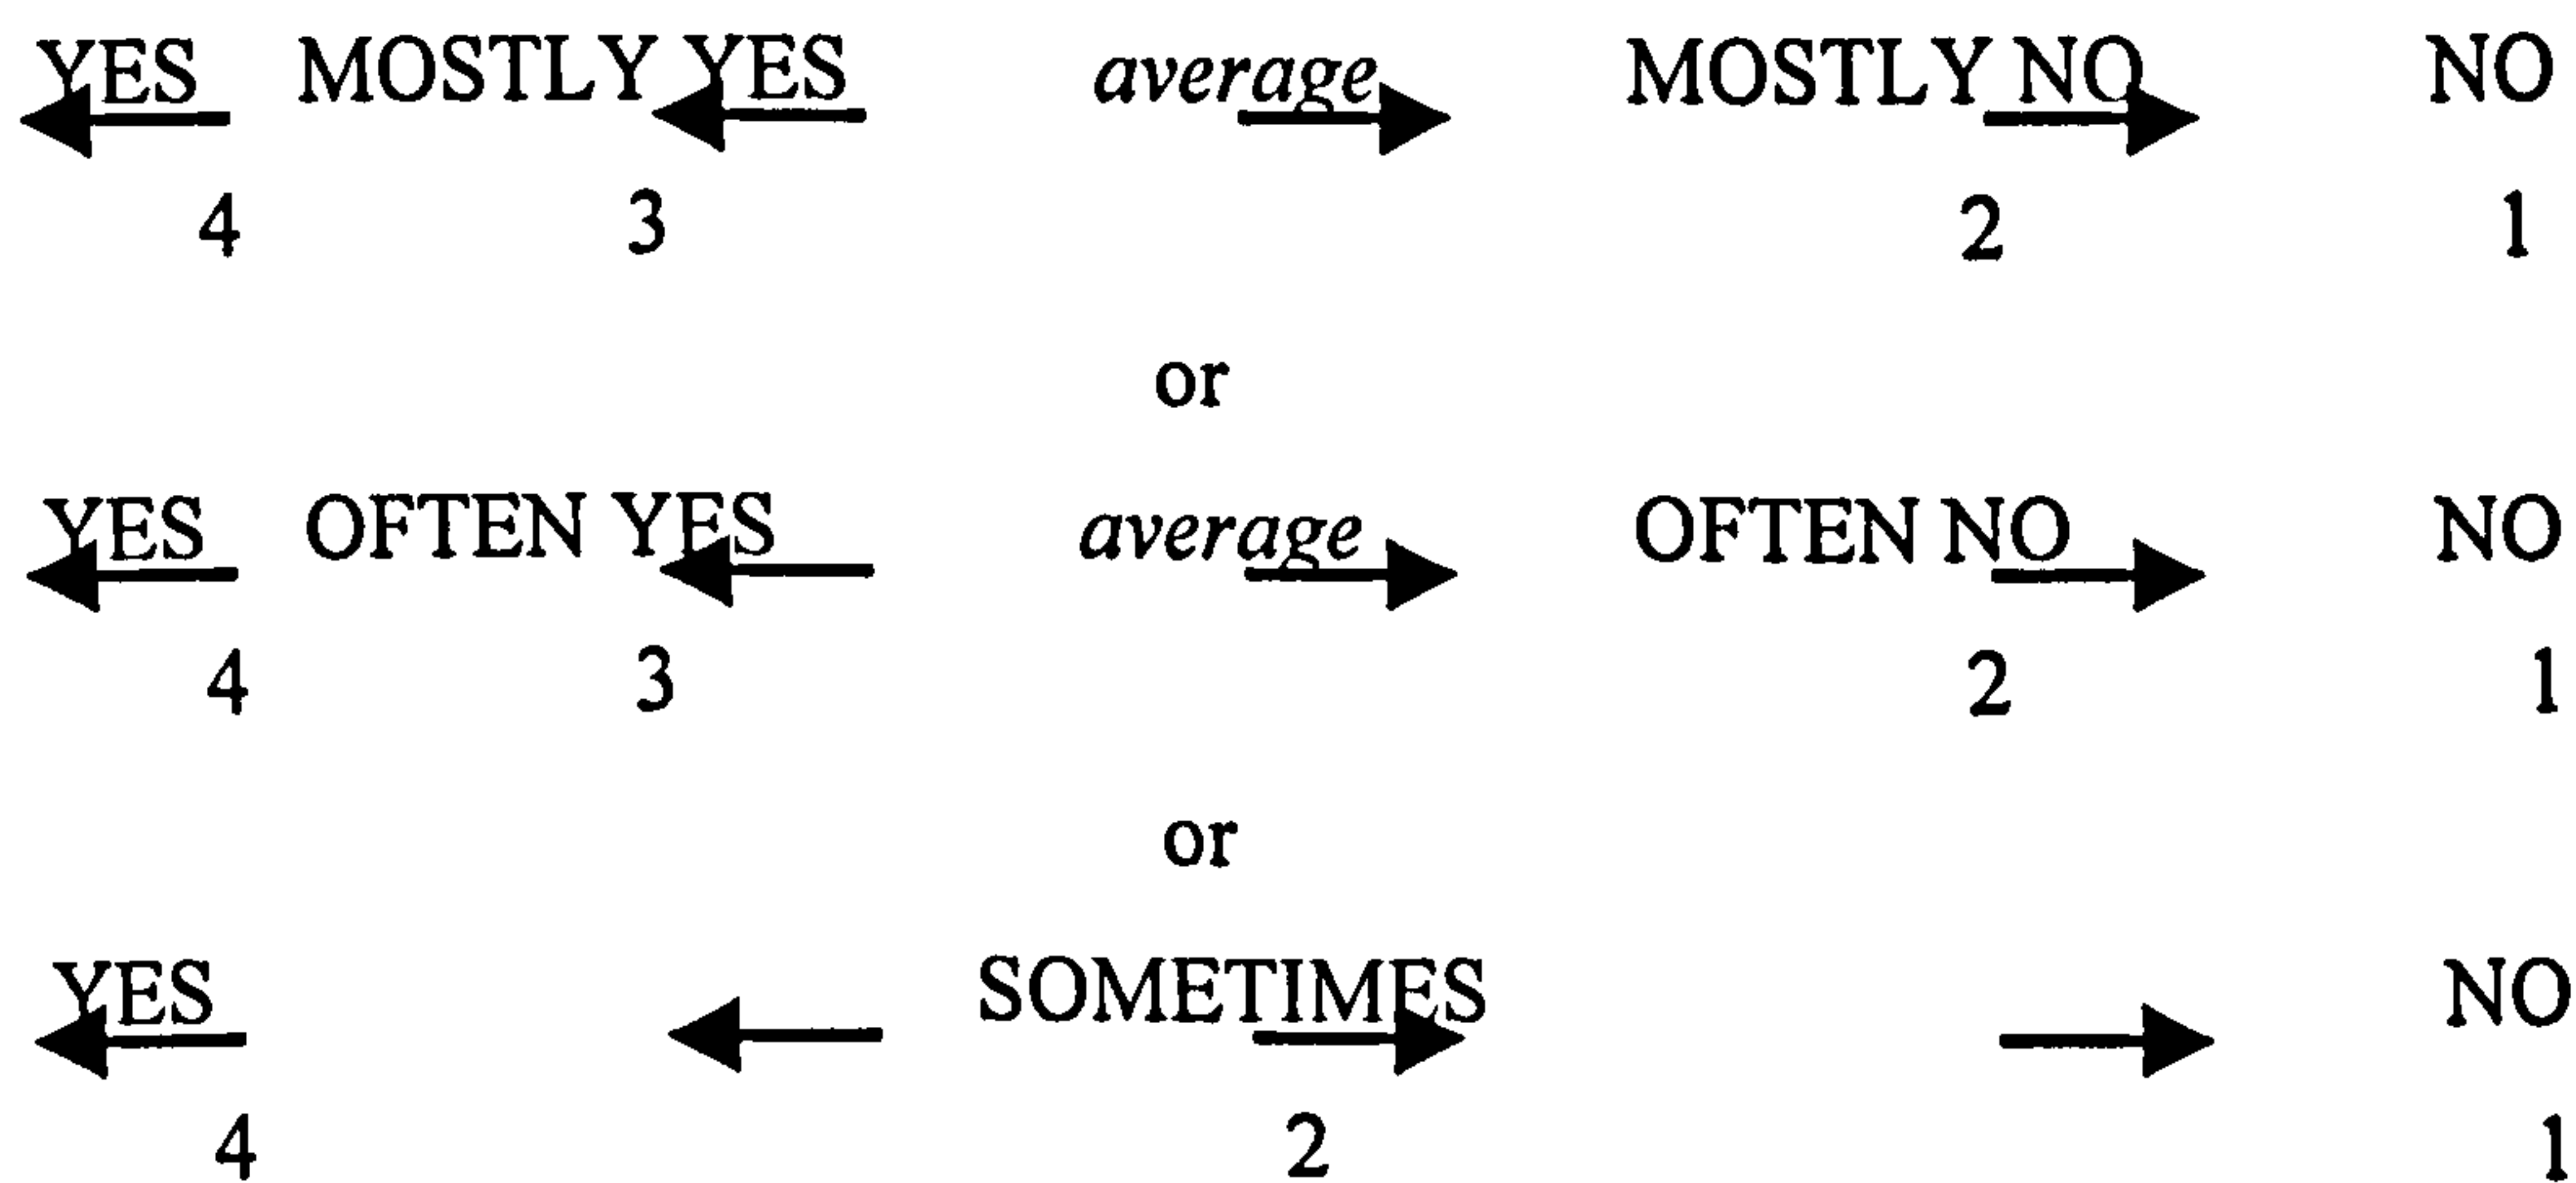 YES MOSTLY YES average MOSTLY NO NO
4 3 2 1
or
YES OFTEN YES average OFTEN NO NO
4 3 2 1
or
YES SOMETIMES NO
4 2 1